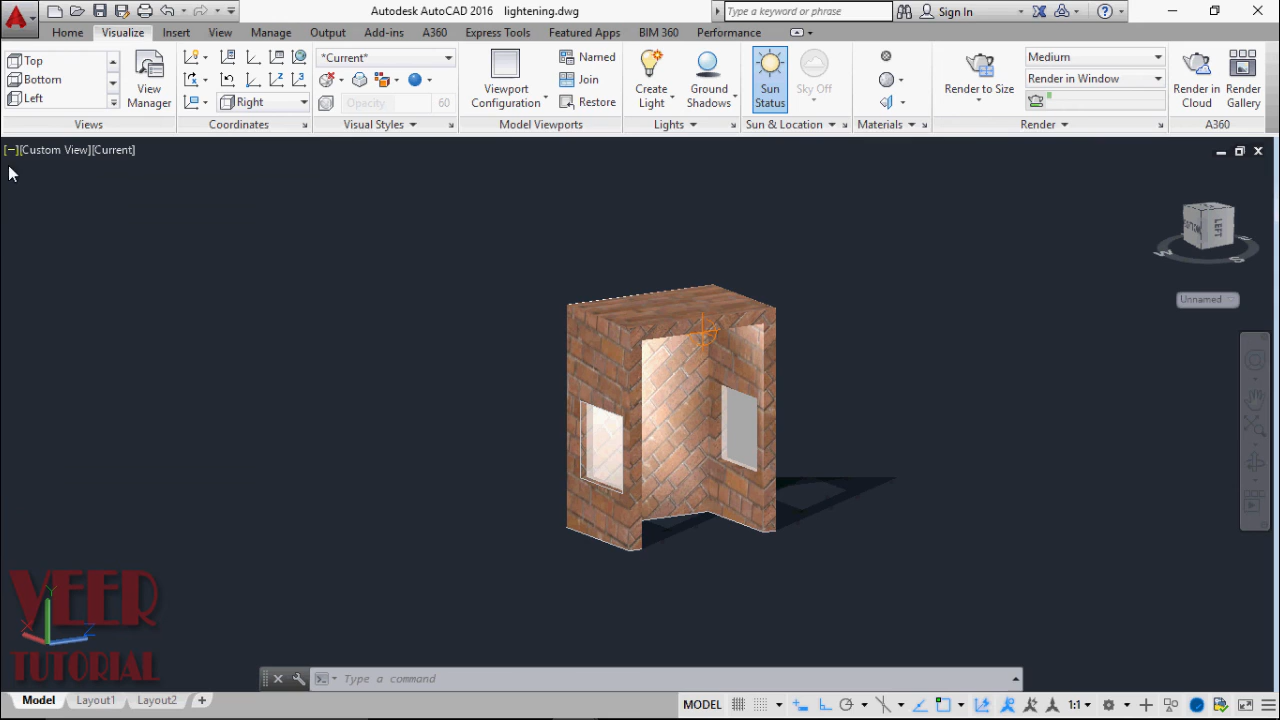 Autodesk AutoCAD 2016 lightening.dwg
Type a keyword or phrase
Sign In
Home Visualize Insert View Manage Output Add-ins A360 Express Tools Featured Apps BIM 360 Performance
Top
Bottom
Left
View
Manager
Views
Right
Coordinates
*Current*
Opacity 60
Visual Styles
Viewport
Configuration
Named
Join
Restore
Model Viewports
Create
Light
Ground
Shadows
Lights
Sun
Status
Sky Off
Sun & Location
Materials
Render to Size
Medium
Render in Window
Render
Render in
Cloud
Render
Gallery
A360
[−][Custom View][Current]
LEFT
W
S
Unnamed
VEER
TUTORIAL
X
Y
Z
Type a command
Model Layout1 Layout2
MODEL
1:1